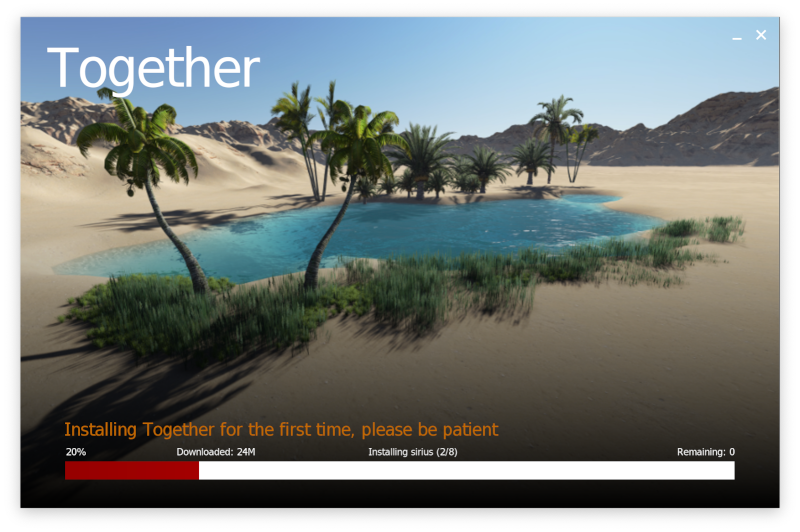 Together
Installing Together for the first time, please be patient
20% Downloaded: 24M Installing sirius (2/8) Remaining: 0